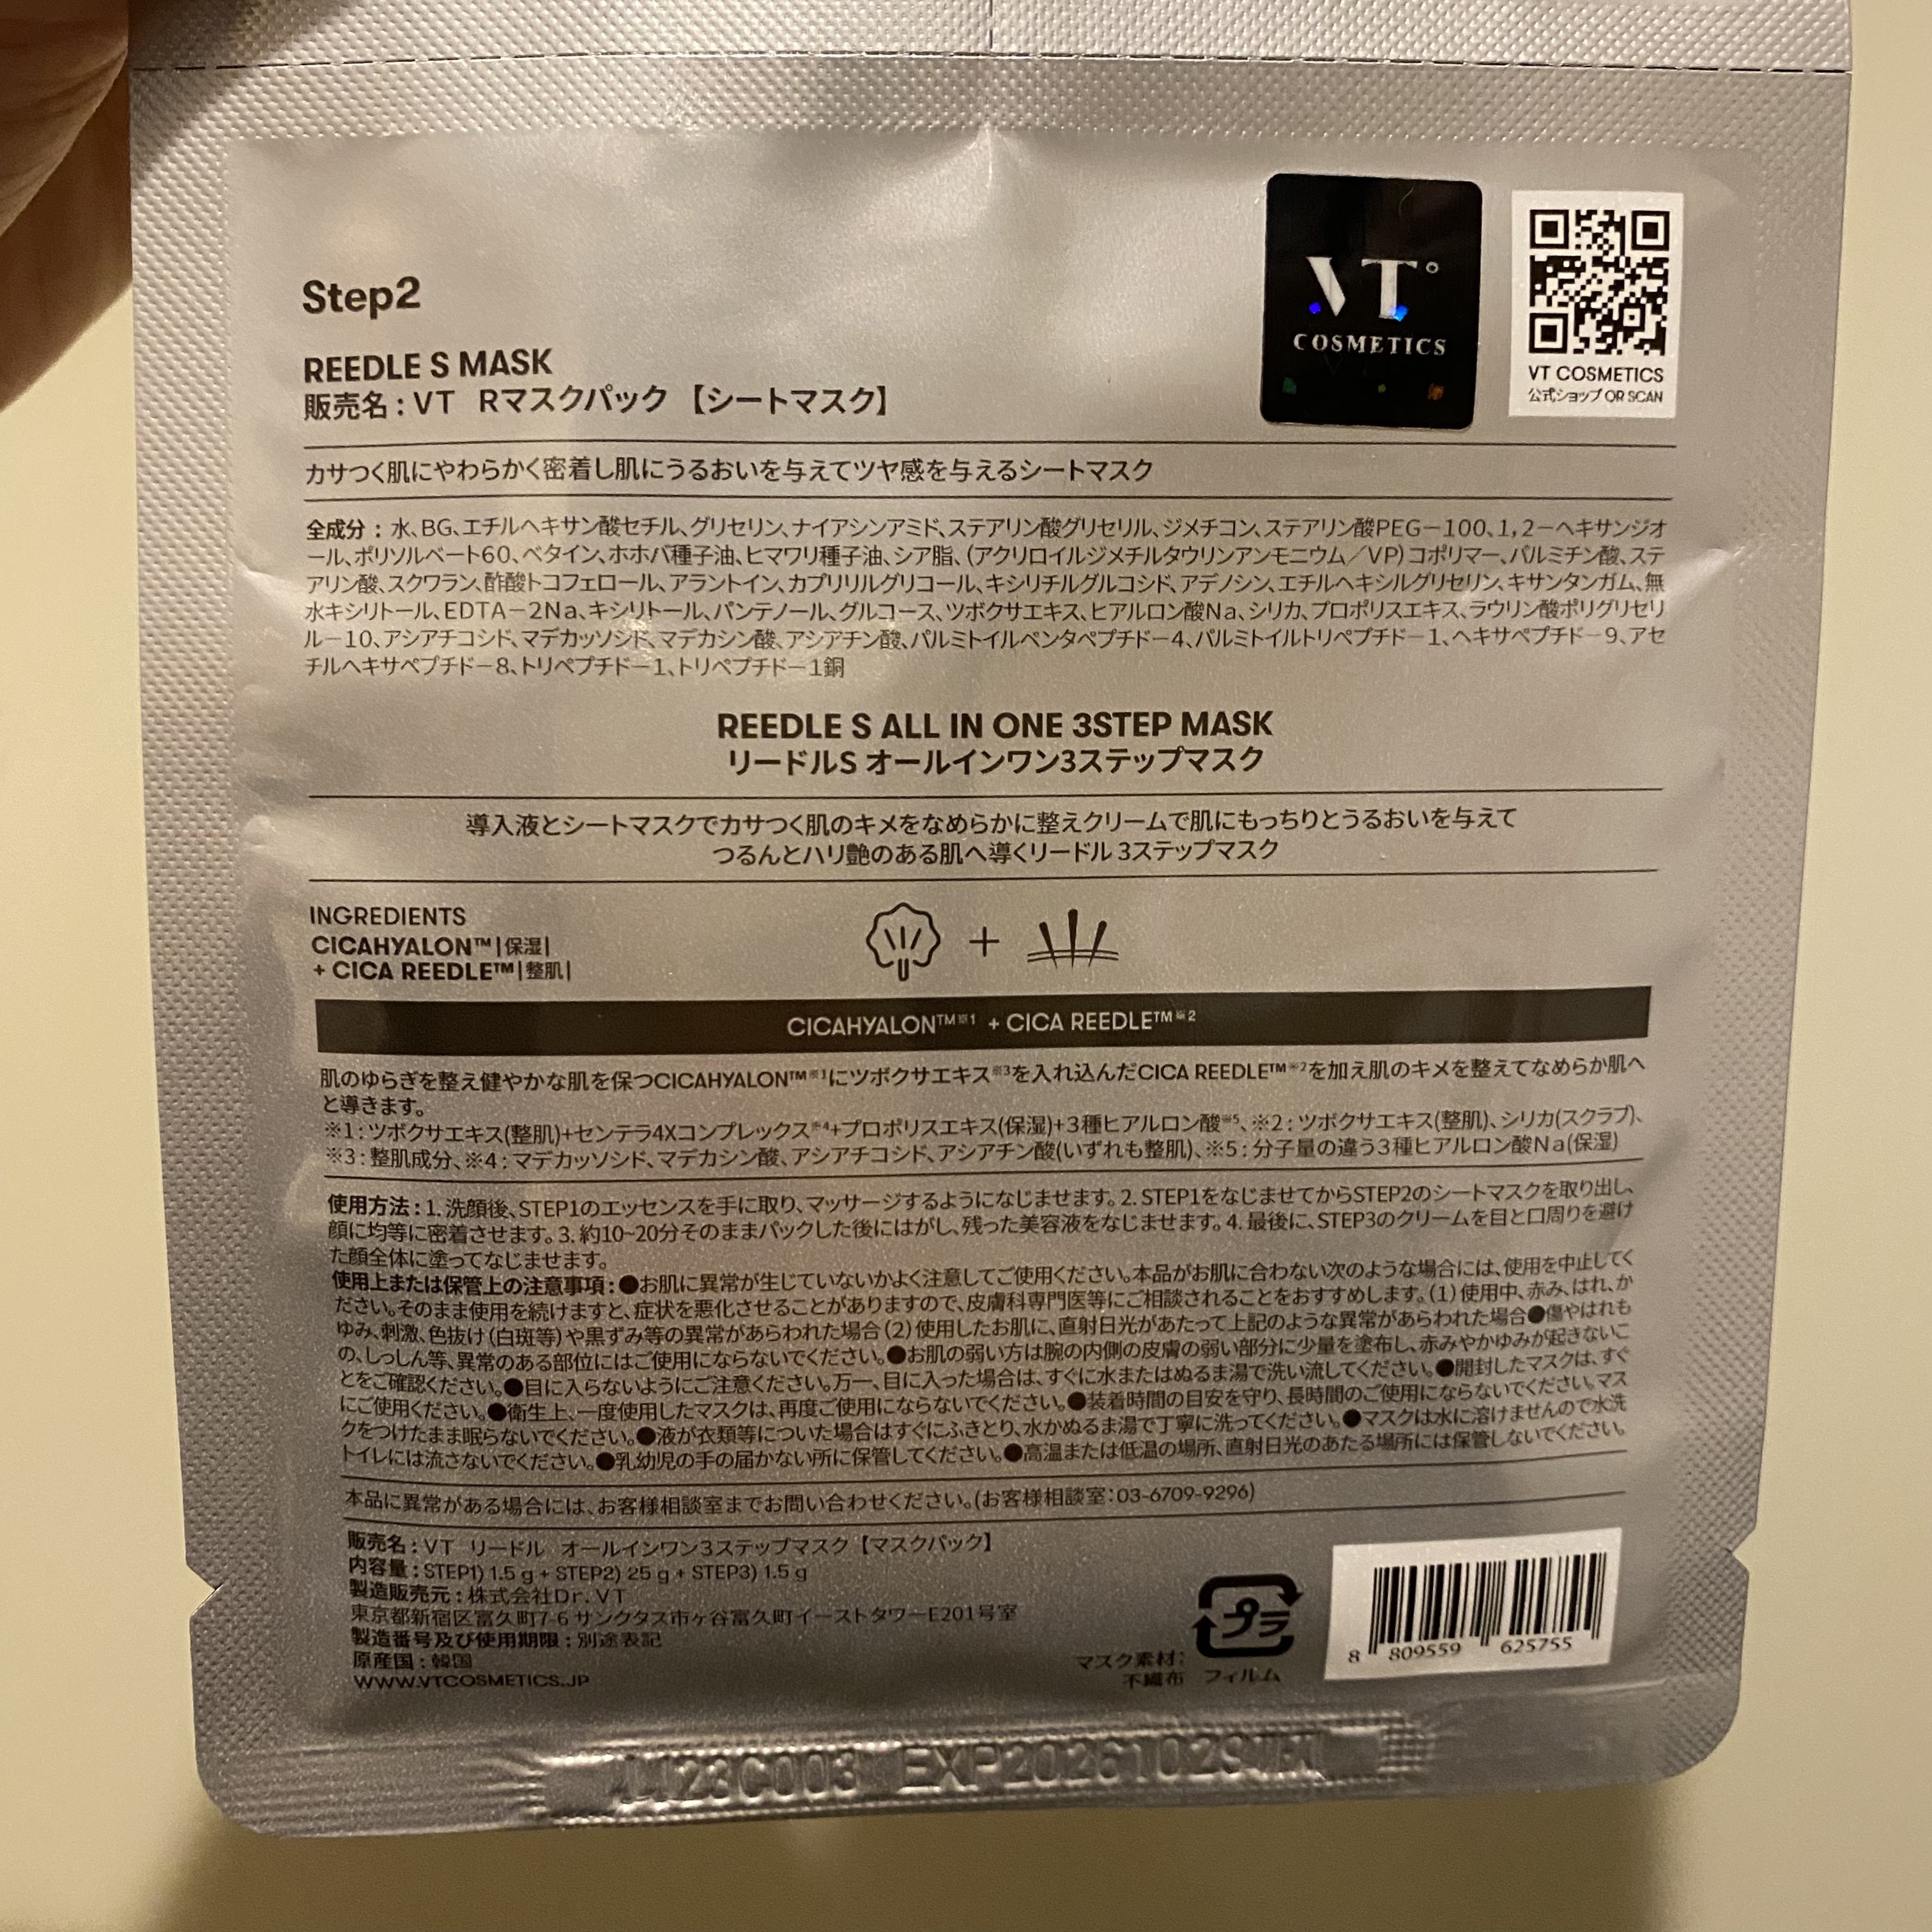 Step2
VT°
COSMETICS
VT COSMETICS
公式ショップ QR SCAN
REEDLE S MASK
販売名：VT　Rマスクパック【シートマスク】
カサつく肌にやわらかく密着し肌にうるおいを与えてツヤ感を与えるシートマスク
全成分：水、BG、エチルヘキサン酸セチル、グリセリン、ナイアシンアミド、ステアリン酸グリセリル、ジメチコン、ステアリン酸PEG－100、1，2－ヘキサンジオ
ール、ポリソルベート60、ベタイン、ホホバ種子油、ヒマワリ種子油、シア脂、（アクリロイルジメチルタウリンアンモニウム／VP）コポリマー、パルミチン酸、ステ
アリン酸、スクワラン、酢酸トコフェロール、アラントイン、カプリリルグリコール、キシリチルグルコシド、アデノシン、エチルヘキシルグリセリン、キサンタンガム、無
水キシリトール、EDTA－2Na、キシリトール、パンテノール、グルコース、ツボクサエキス、ヒアルロン酸Na、シリカ、プロポリスエキス、ラウリン酸ポリグリセリ
ル－10、アシアチコシド、マデカッソシド、マデカシン酸、アシアチン酸、パルミトイルペンタペプチド－4、パルミトイルトリペプチド－1、ヘキサペプチド－9、アセ
チルヘキサペプチド－8、トリペプチド－1、トリペプチド－1銅
REEDLE S ALL IN ONE 3STEP MASK
リードルS オールインワン3ステップマスク
導入液とシートマスクでカサつく肌のキメをなめらかに整えクリームで肌にもっちりとうるおいを与えて
つるんとハリ艶のある肌へ導くリードル 3ステップマスク
INGREDIENTS
CICAHYALON™|保湿|
+ CICA REEDLE™|整肌|
CICAHYALON™※1 + CICA REEDLE™※2
肌のゆらぎを整え健やかな肌を保つCICAHYALON™※1にツボクサエキス※3を入れ込んだCICA REEDLE™※2を加え肌のキメを整えてなめらか肌へ
と導きます。
※1：ツボクサエキス(整肌)+センテラ4Xコンプレックス※4+プロポリスエキス(保湿)+3種ヒアルロン酸※5、※2：ツボクサエキス(整肌)、シリカ(スクラブ)、
※3：整肌成分、※4：マデカッソシド、マデカシン酸、アシアチコシド、アシアチン酸(いずれも整肌)、※5：分子量の違う3種ヒアルロン酸Na(保湿)
使用方法：1. 洗顔後、STEP1のエッセンスを手に取り、マッサージするようになじませます。2. STEP1をなじませてからSTEP2のシートマスクを取り出し、
顔に均等に密着させます。3. 約10~20分そのままパックした後にはがし、残った美容液をなじませます。4. 最後に、STEP3のクリームを目と口周りを避け
た顔全体に塗ってなじませます。
使用上または保管上の注意事項：●お肌に異常が生じていないかよく注意してご使用ください。本品がお肌に合わない次のような場合には、使用を中止してく
ださい。そのまま使用を続けますと、症状を悪化させることがありますので、皮膚科専門医等にご相談されることをおすすめします。(1)使用中、赤み、はれ、か
ゆみ、刺激、色抜け(白斑等)や黒ずみ等の異常があらわれた場合(2)使用したお肌に、直射日光があたって上記のような異常があらわれた場合●傷やはれも
の、しっしん等、異常のある部位にはご使用にならないでください。●お肌の弱い方は腕の内側の皮膚の弱い部分に少量を塗布し、赤みやかゆみが起きないこ
とをご確認ください。●目に入らないようにご注意ください。万一、目に入った場合は、すぐに水またはぬるま湯で洗い流してください。●開封したマスクは、すぐ
にご使用ください。●衛生上、一度使用したマスクは、再度ご使用にならないでください。●装着時間の目安を守り、長時間のご使用にならないでください。マス
クをつけたまま眠らないでください。●液が衣類等についた場合はすぐにふきとり、水かぬるま湯で丁寧に洗ってください。●マスクは水に溶けませんので水洗
トイレには流さないでください。●乳幼児の手の届かない所に保管してください。●高温または低温の場所、直射日光のあたる場所には保管しないでください。
本品に異常がある場合には、お客様相談室までお問い合わせください。(お客様相談室：03-6709-9296)
販売名：VT　リードル　オールインワン3ステップマスク【マスクパック】
内容量：STEP1) 1.5 g + STEP2) 25 g + STEP3) 1.5 g
製造販売元：株式会社Dr. VT
東京都新宿区富久町7-6 サンクタス市ヶ谷富久町イーストタワーE201号室
製造番号及び使用期限：別途表記
原産国：韓国
WWW.VTCOSMETICS.JP
マスク素材：
不織布
プラ
フィルム
8 809559 625755
23C003 EXP20261029